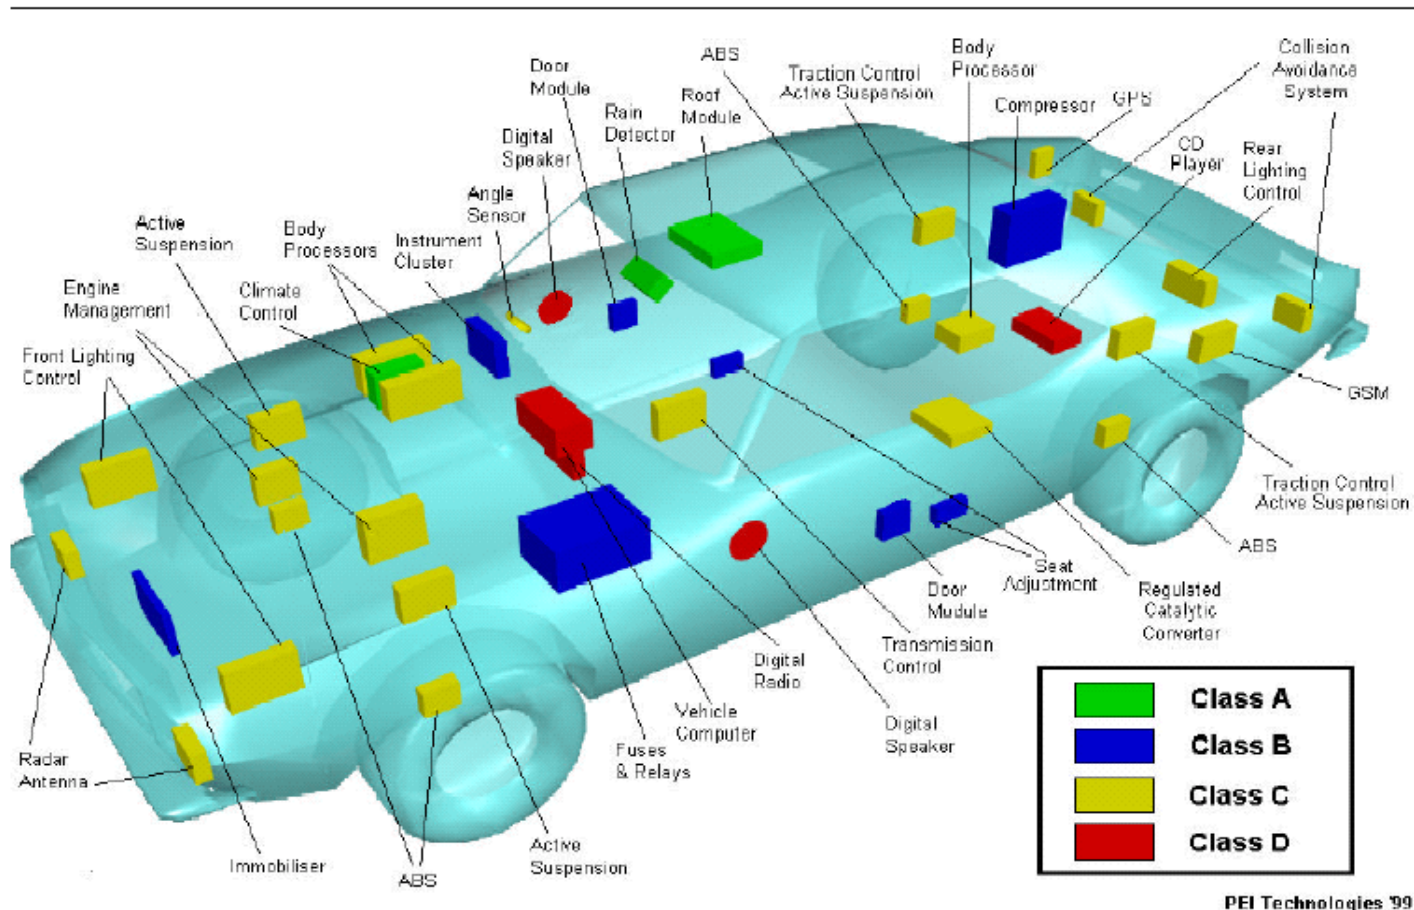 ABS
Body
Processor
Collision
Avoidance
System
Door
Module
Traction Control
Active Suspension
Roof
Module
Compressor
GPS
Rain
Detector
Digital
Speaker
CD
Player
Rear
Lighting
Control
Angle
Sensor
Active
Suspension
Body
Processors
Instrument
Cluster
Engine
Management
Climate
Control
Front Lighting
Control
GSM
Traction Control
Active Suspension
ABS
Seat
Adjustment
Door
Module
Regulated
Catalytic
Converter
Transmission
Control
Digital
Radio
Vehicle
Computer
Digital
Speaker
Fuses
& Relays
Radar
Antenna
Immobiliser
ABS
Active
Suspension
Class A
Class B
Class C
Class D
PEI Technologies '99